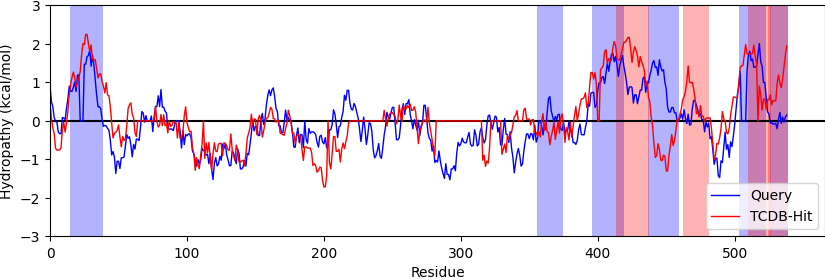 3
2
1
0
−1
−2
−3
Hydropathy (kcal/mol)
0 100 200 300 400 500
Residue
Query
TCDB-Hit